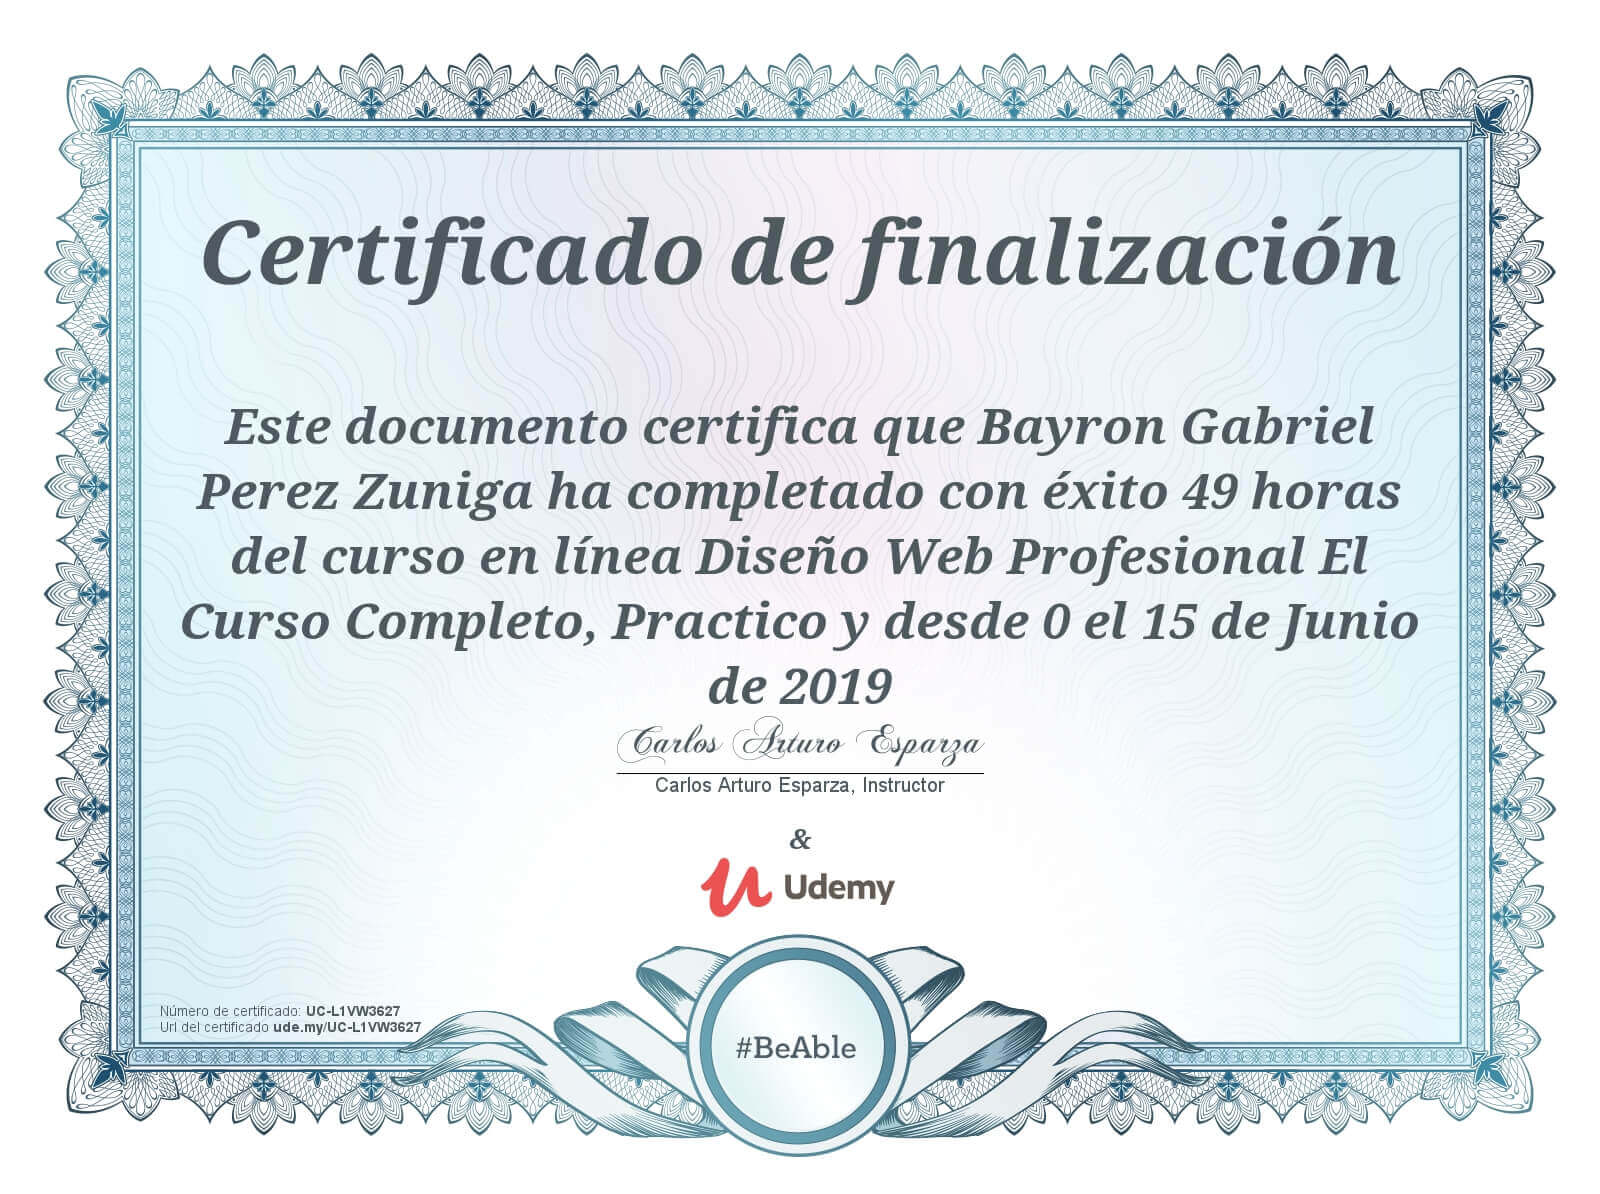 Certificado de finalización
Este documento certifica que Bayron Gabriel
Perez Zuniga ha completado con éxito 49 horas
del curso en línea Diseño Web Profesional El
Curso Completo, Practico y desde 0 el 15 de Junio
de 2019
Carlos Arturo Esparza
Carlos Arturo Esparza, Instructor
&
Udemy
Número de certificado: UC-L1VW3627
Url del certificado ude.my/UC-L1VW3627
#BeAble